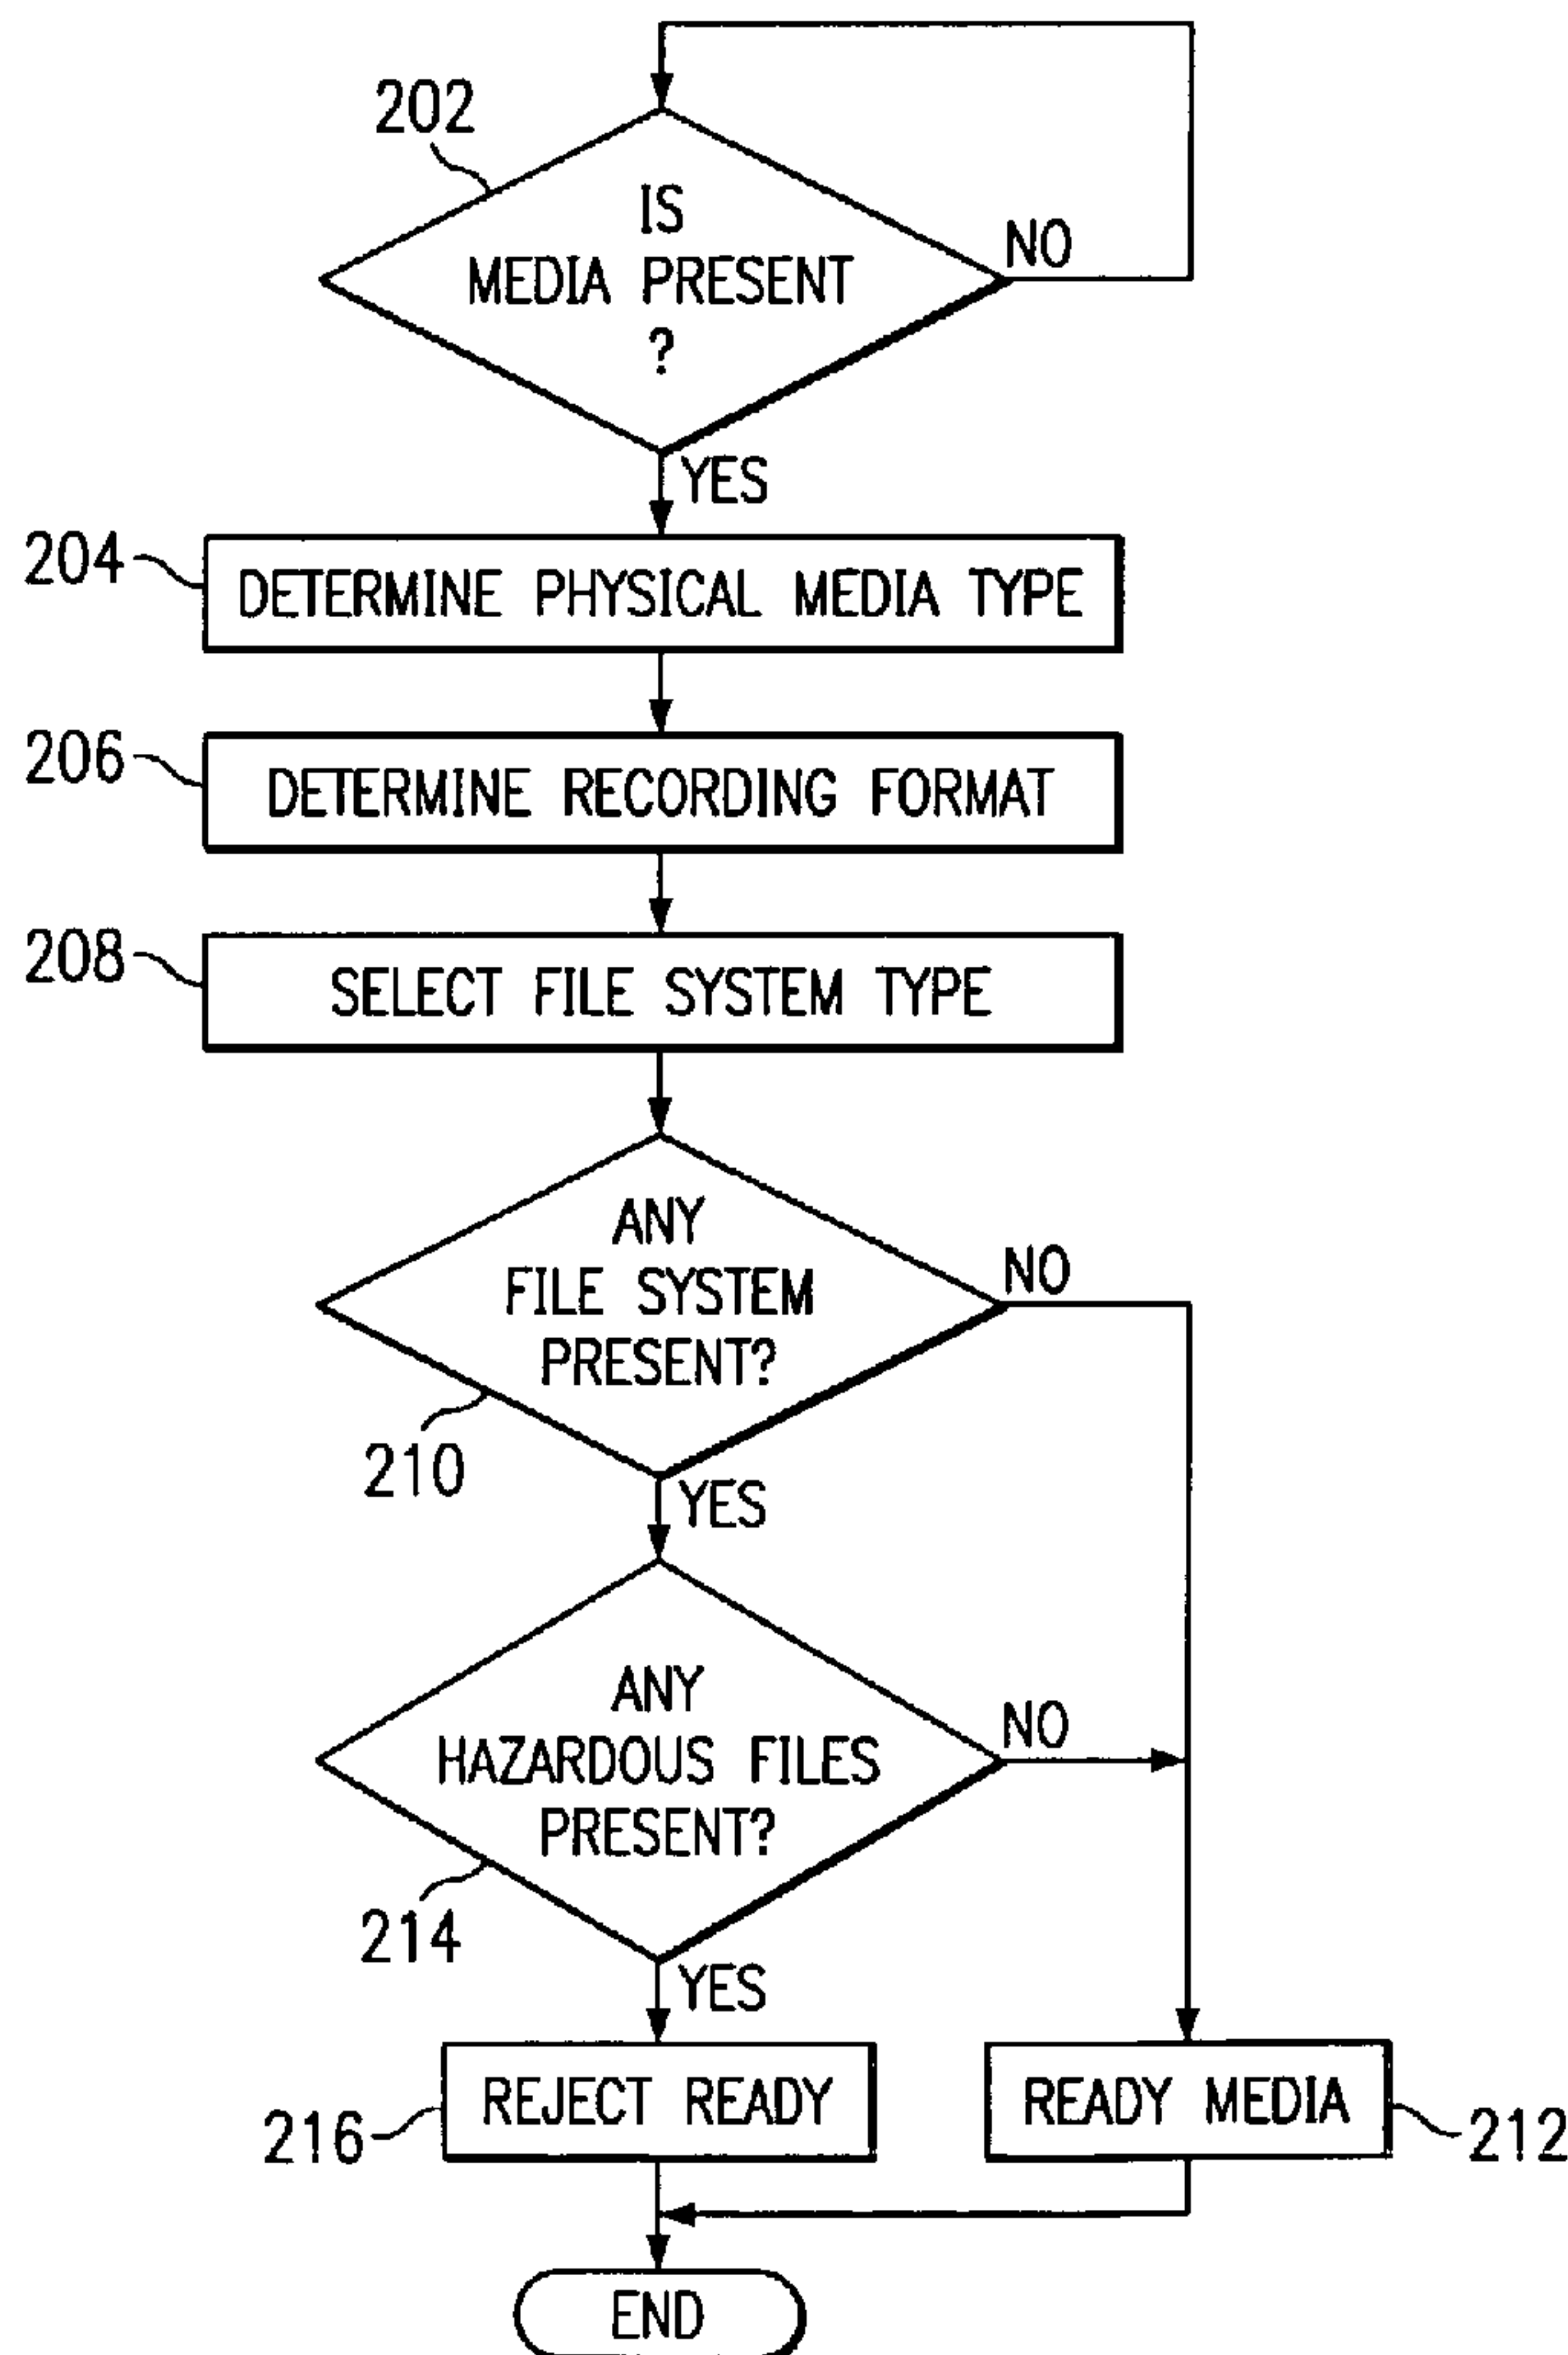 202
IS
MEDIA PRESENT
?
NO
YES
204
DETERMINE PHYSICAL MEDIA TYPE
206
DETERMINE RECORDING FORMAT
208
SELECT FILE SYSTEM TYPE
ANY
FILE SYSTEM
PRESENT?
NO
210
YES
ANY
HAZARDOUS FILES
PRESENT?
NO
214
YES
REJECT READY
216
READY MEDIA
212
END